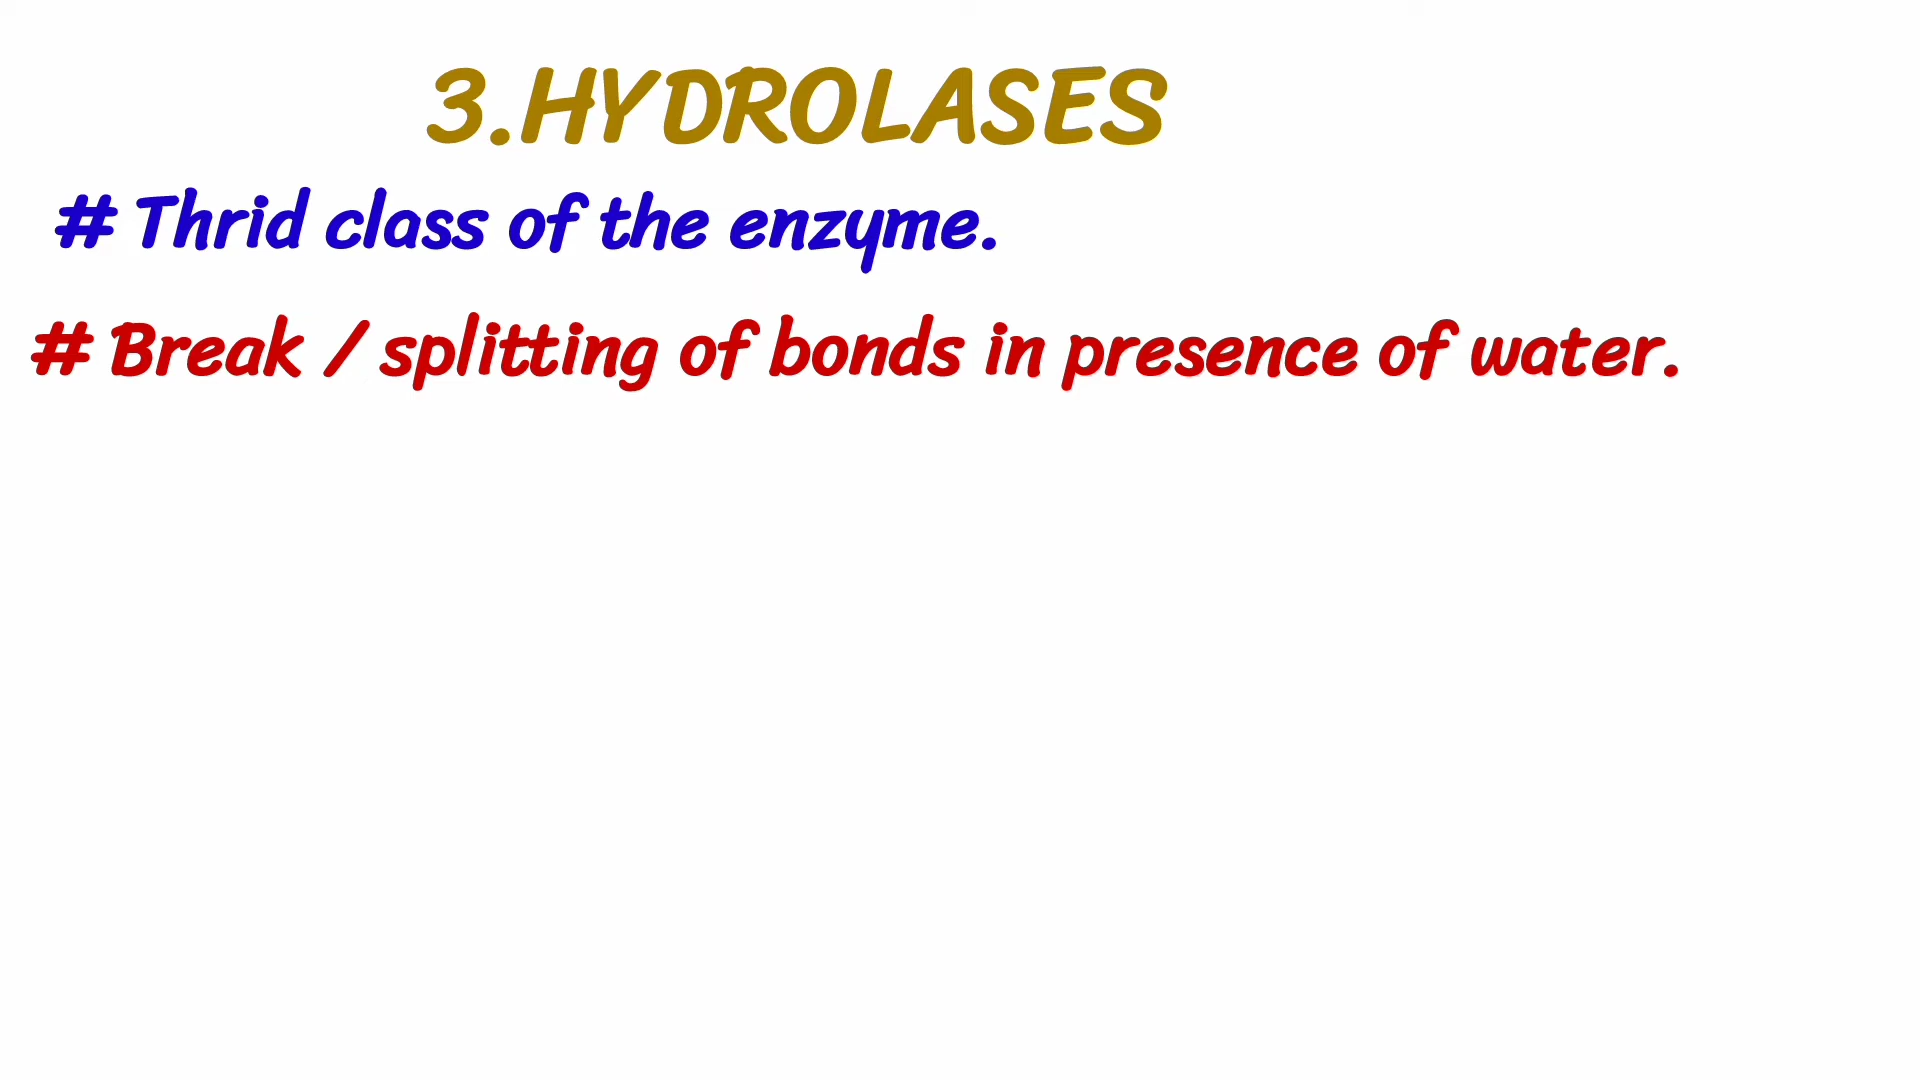 3.HYDROLASES
# Thrid class of the enzyme.
# Break / splitting of bonds in presence of water.